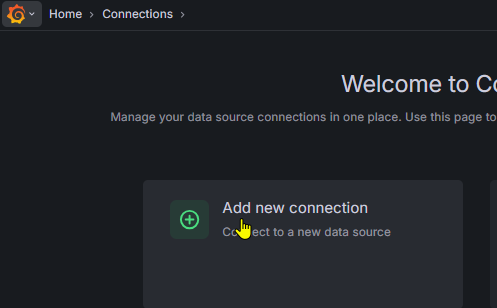 Home › Connections ›
Welcome to
Manage your data source connections in one place. Use this page to
Add new connection
Connect to a new data source